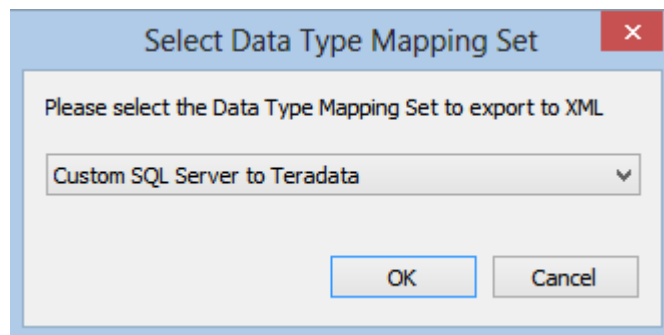 Select Data Type Mapping Set
Please select the Data Type Mapping Set to export to XML
Custom SQL Server to Teradata
OK Cancel